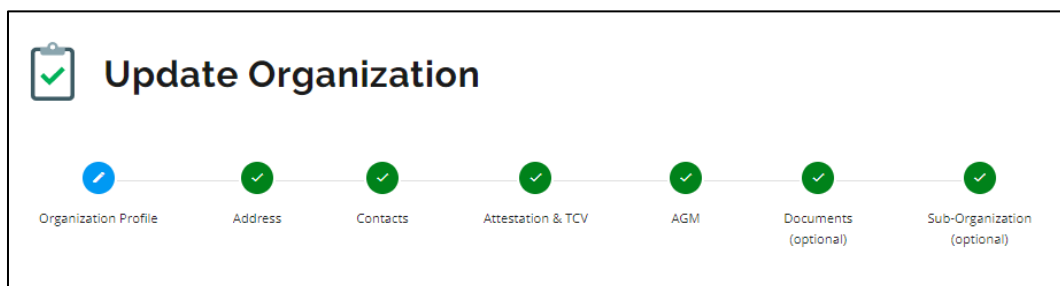 Update Organization
Organization Profile
Address
Contacts
Attestation & TCV
AGM
Documents
(optional)
Sub-Organization
(optional)